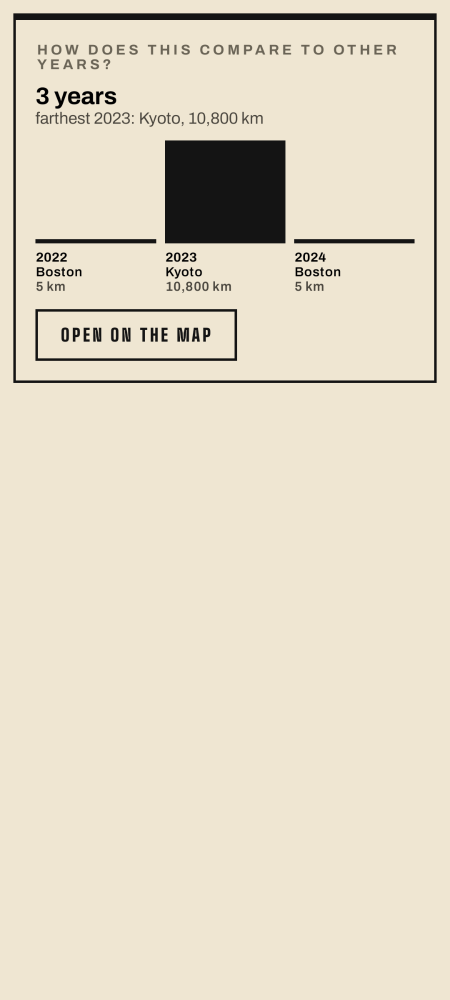 HOW DOES THIS COMPARE TO OTHER
YEARS?
3 years
farthest 2023: Kyoto, 10,800 km
2022
Boston
5 km
2023
Kyoto
10,800 km
2024
Boston
5 km
OPEN ON THE MAP